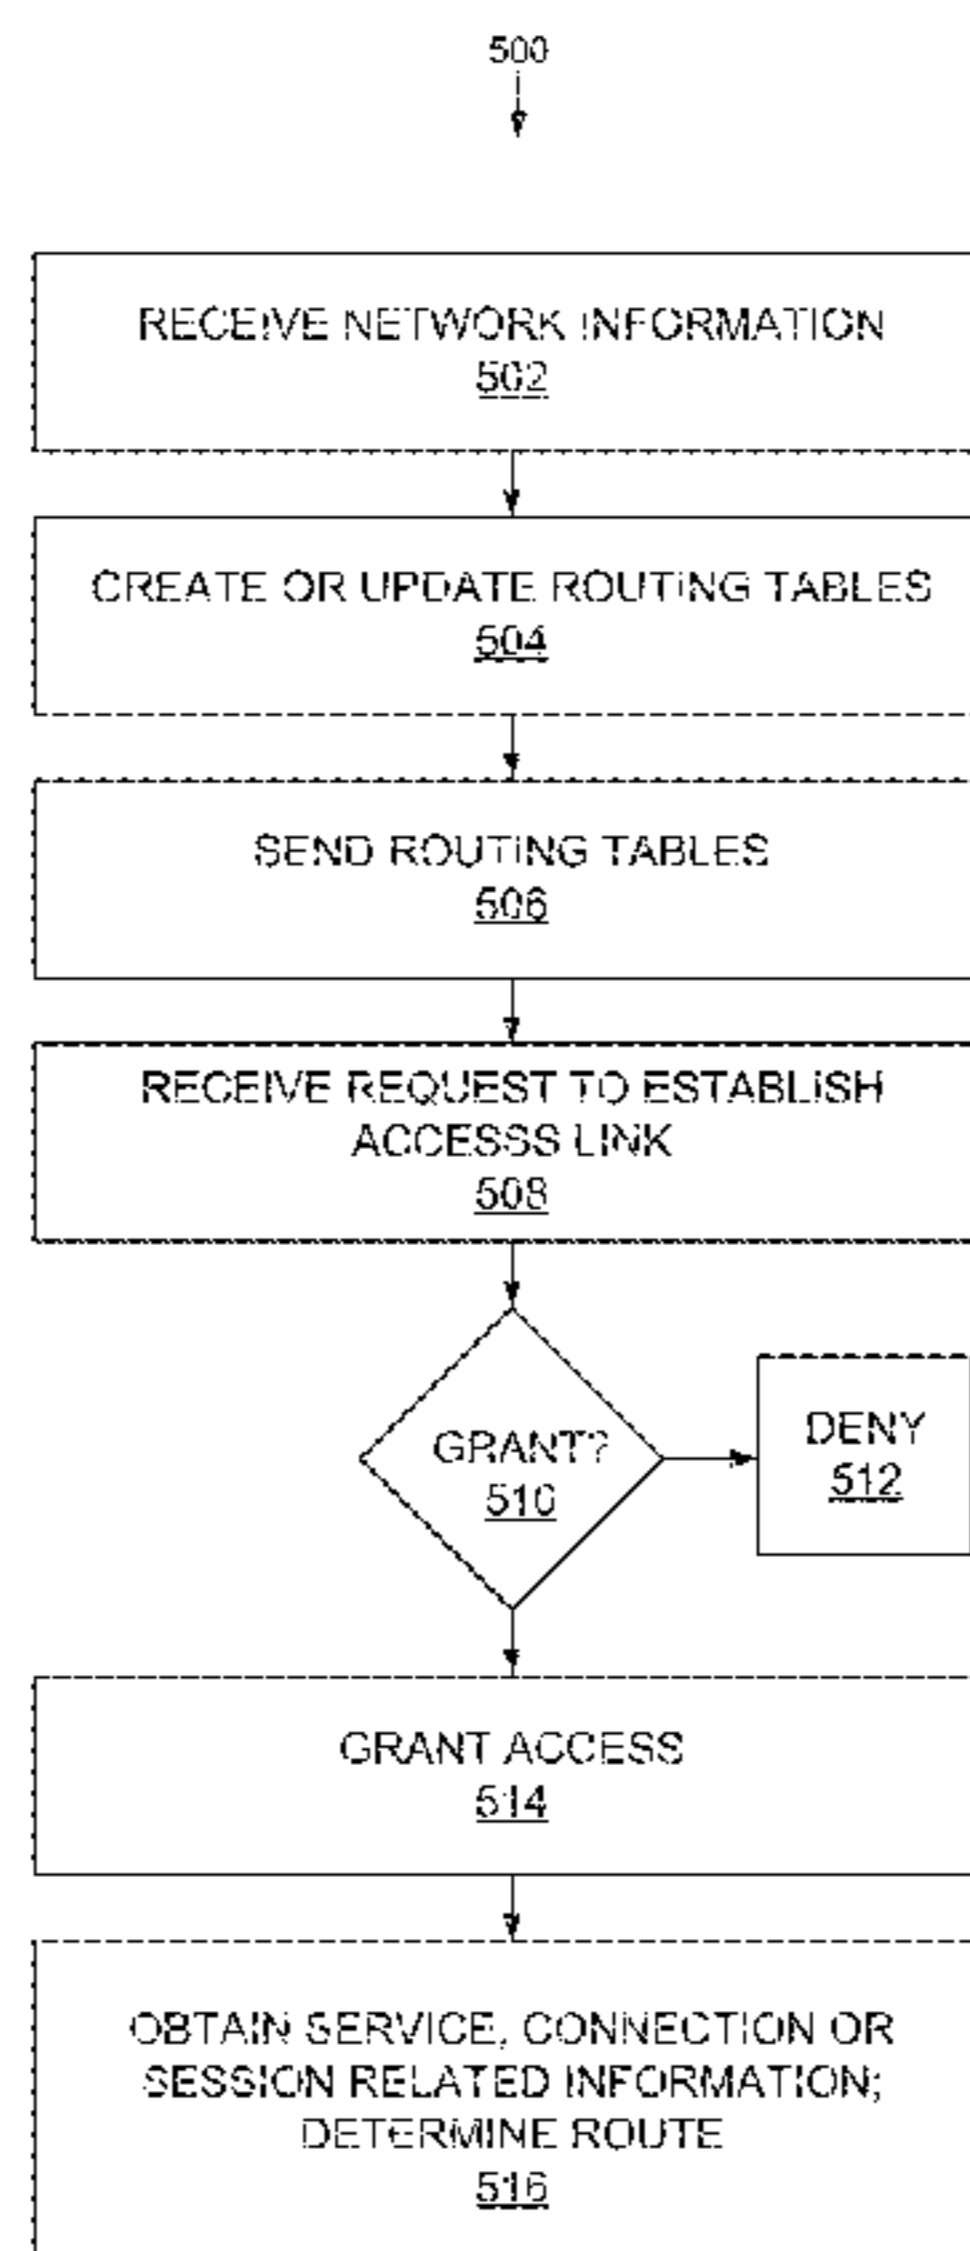 500
RECEIVE NETWORK INFORMATION
502
CREATE OR UPDATE ROUTING TABLES
504
SEND ROUTING TABLES
506
RECEIVE REQUEST TO ESTABLISH
ACCESSS LINK
508
GRANT?
510
DENY
512
GRANT ACCESS
514
OBTAIN SERVICE, CONNECTION OR
SESSION RELATED INFORMATION;
DETERMINE ROUTE
516